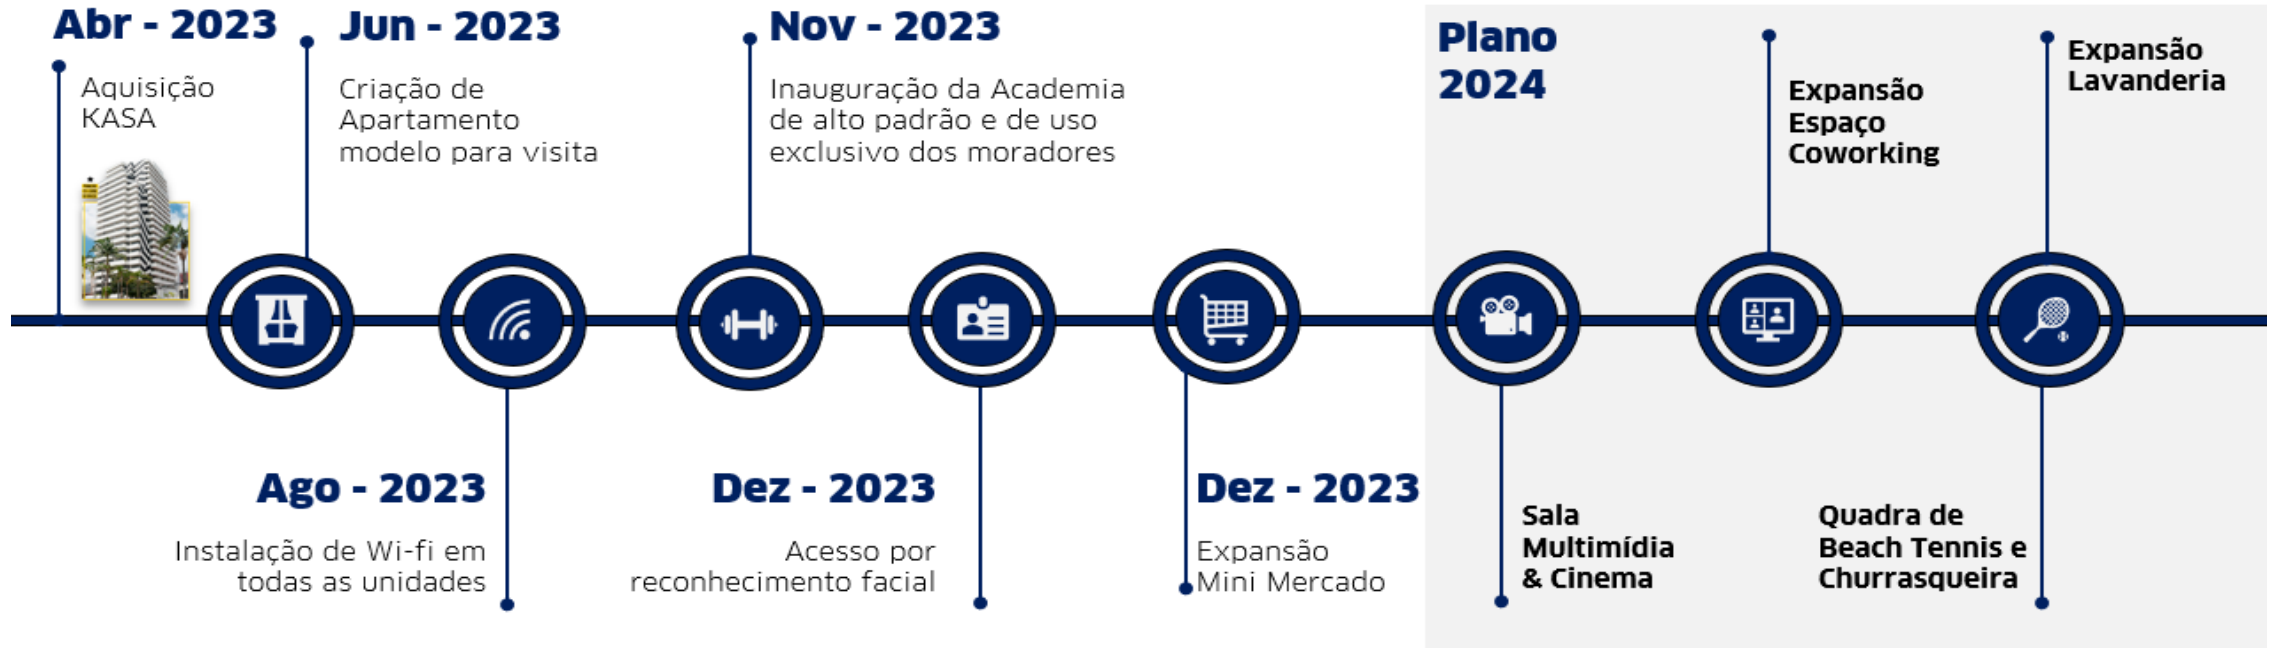 Abr - 2023
Aquisição
KASA
Jun - 2023
Criação de
Apartamento
modelo para visita
Ago - 2023
Instalação de Wi-fi em
todas as unidades
Nov - 2023
Inauguração da Academia
de alto padrão e de uso
exclusivo dos moradores
Dez - 2023
Acesso por
reconhecimento facial
Dez - 2023
Expansão
Mini Mercado
Plano
2024
Sala
Multimídia
& Cinema
Expansão
Espaço
Coworking
Expansão
Lavanderia
Quadra de
Beach Tennis e
Churrasqueira